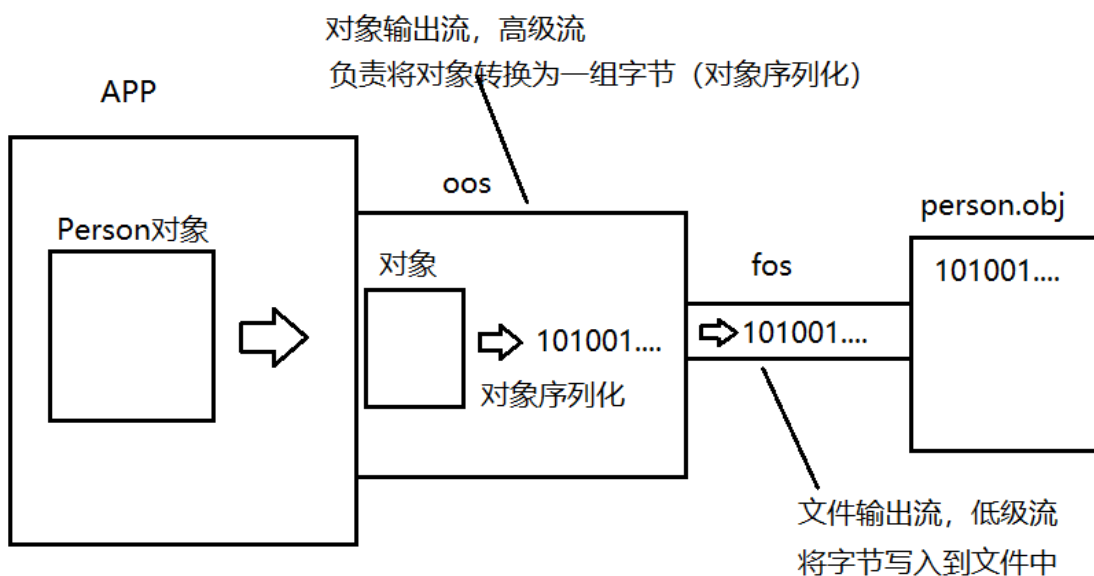 对象输出流，高级流
负责将对象转换为一组字节（对象序列化）
APP
oos
person.obj
Person对象
对象
fos
101001....
101001....
101001....
对象序列化
文件输出流，低级流
将字节写入到文件中